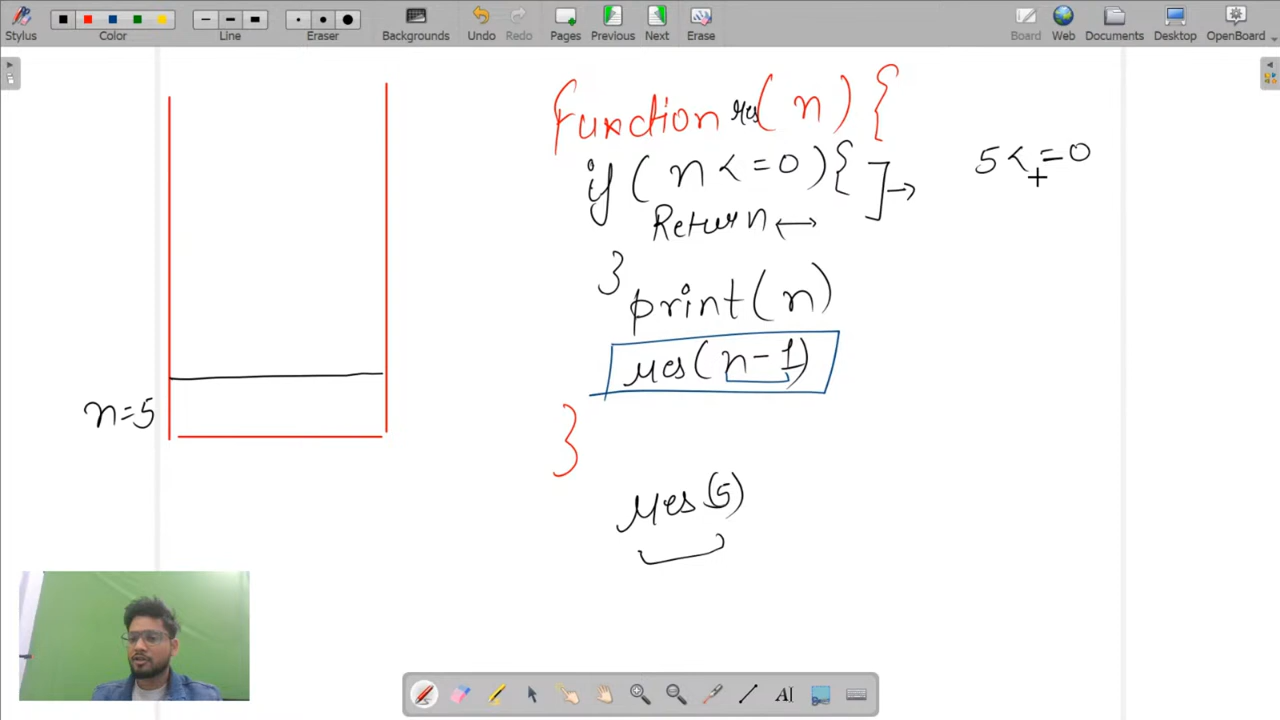 Stylus Color Line Eraser Backgrounds Undo Redo Pages Previous Next Erase Board Web Documents Desktop OpenBoard
function res(n){
if(n<=0){ ]→ 5<=0
Return n ↔
}
print(n)
res(n-1)
n=5
}
res(5)
AI